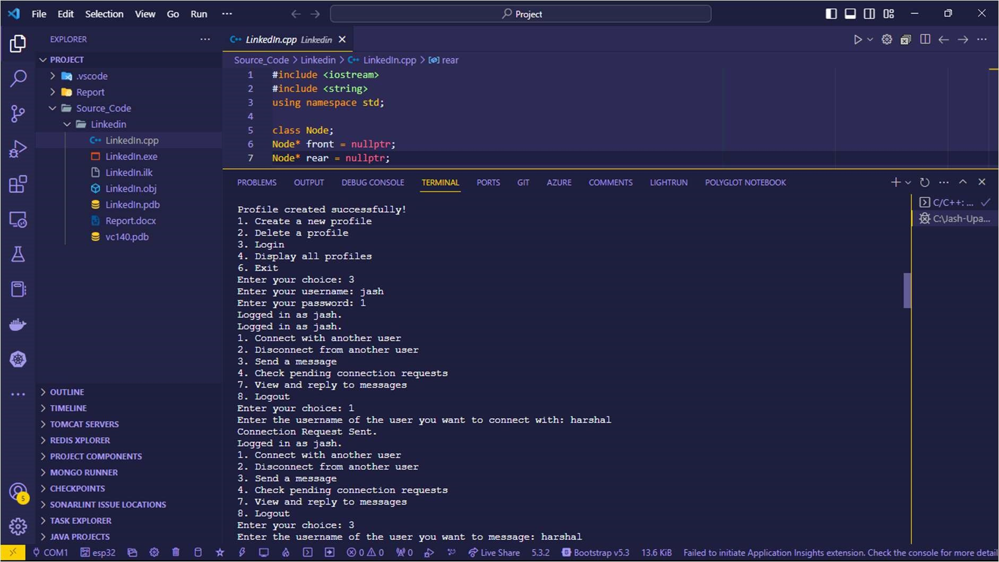 File Edit Selection View Go Run ··· Project
EXPLORER ···
PROJECT
.vscode
Report
Source_Code
Linkedin
LinkedIn.cpp
LinkedIn.exe
LinkedIn.ilk
LinkedIn.obj
LinkedIn.pdb
Report.docx
vc140.pdb
OUTLINE
TIMELINE
TOMCAT SERVERS
REDIS XPLORER
PROJECT COMPONENTS
MONGO RUNNER
CHECKPOINTS
SONARLINT ISSUE LOCATIONS
TASK EXPLORER
JAVA PROJECTS
5
LinkedIn.cpp Linkedin
Source_Code > Linkedin > LinkedIn.cpp > rear
1 #include <iostream>
2 #include <string>
3 using namespace std;
4
5 class Node;
6 Node* front = nullptr;
7 Node* rear = nullptr;
PROBLEMS OUTPUT DEBUG CONSOLE TERMINAL PORTS GIT AZURE COMMENTS LIGHTRUN POLYGLOT NOTEBOOK
Profile created successfully!
1. Create a new profile
2. Delete a profile
3. Login
4. Display all profiles
6. Exit
Enter your choice: 3
Enter your username: jash
Enter your password: 1
Logged in as jash.
Logged in as jash.
1. Connect with another user
2. Disconnect from another user
3. Send a message
4. Check pending connection requests
7. View and reply to messages
8. Logout
Enter your choice: 1
Enter the username of the user you want to connect with: harshal
Connection Request Sent.
Logged in as jash.
1. Connect with another user
2. Disconnect from another user
3. Send a message
4. Check pending connection requests
7. View and reply to messages
8. Logout
Enter your choice: 3
Enter the username of the user you want to message: harshal
C/C++: ...
C:\Jash-Upa...
COM1 esp32 0 0 0 Live Share 5.3.2 Bootstrap v5.3 13.6 KiB Failed to initiate Application Insights extension. Check the console for more detail